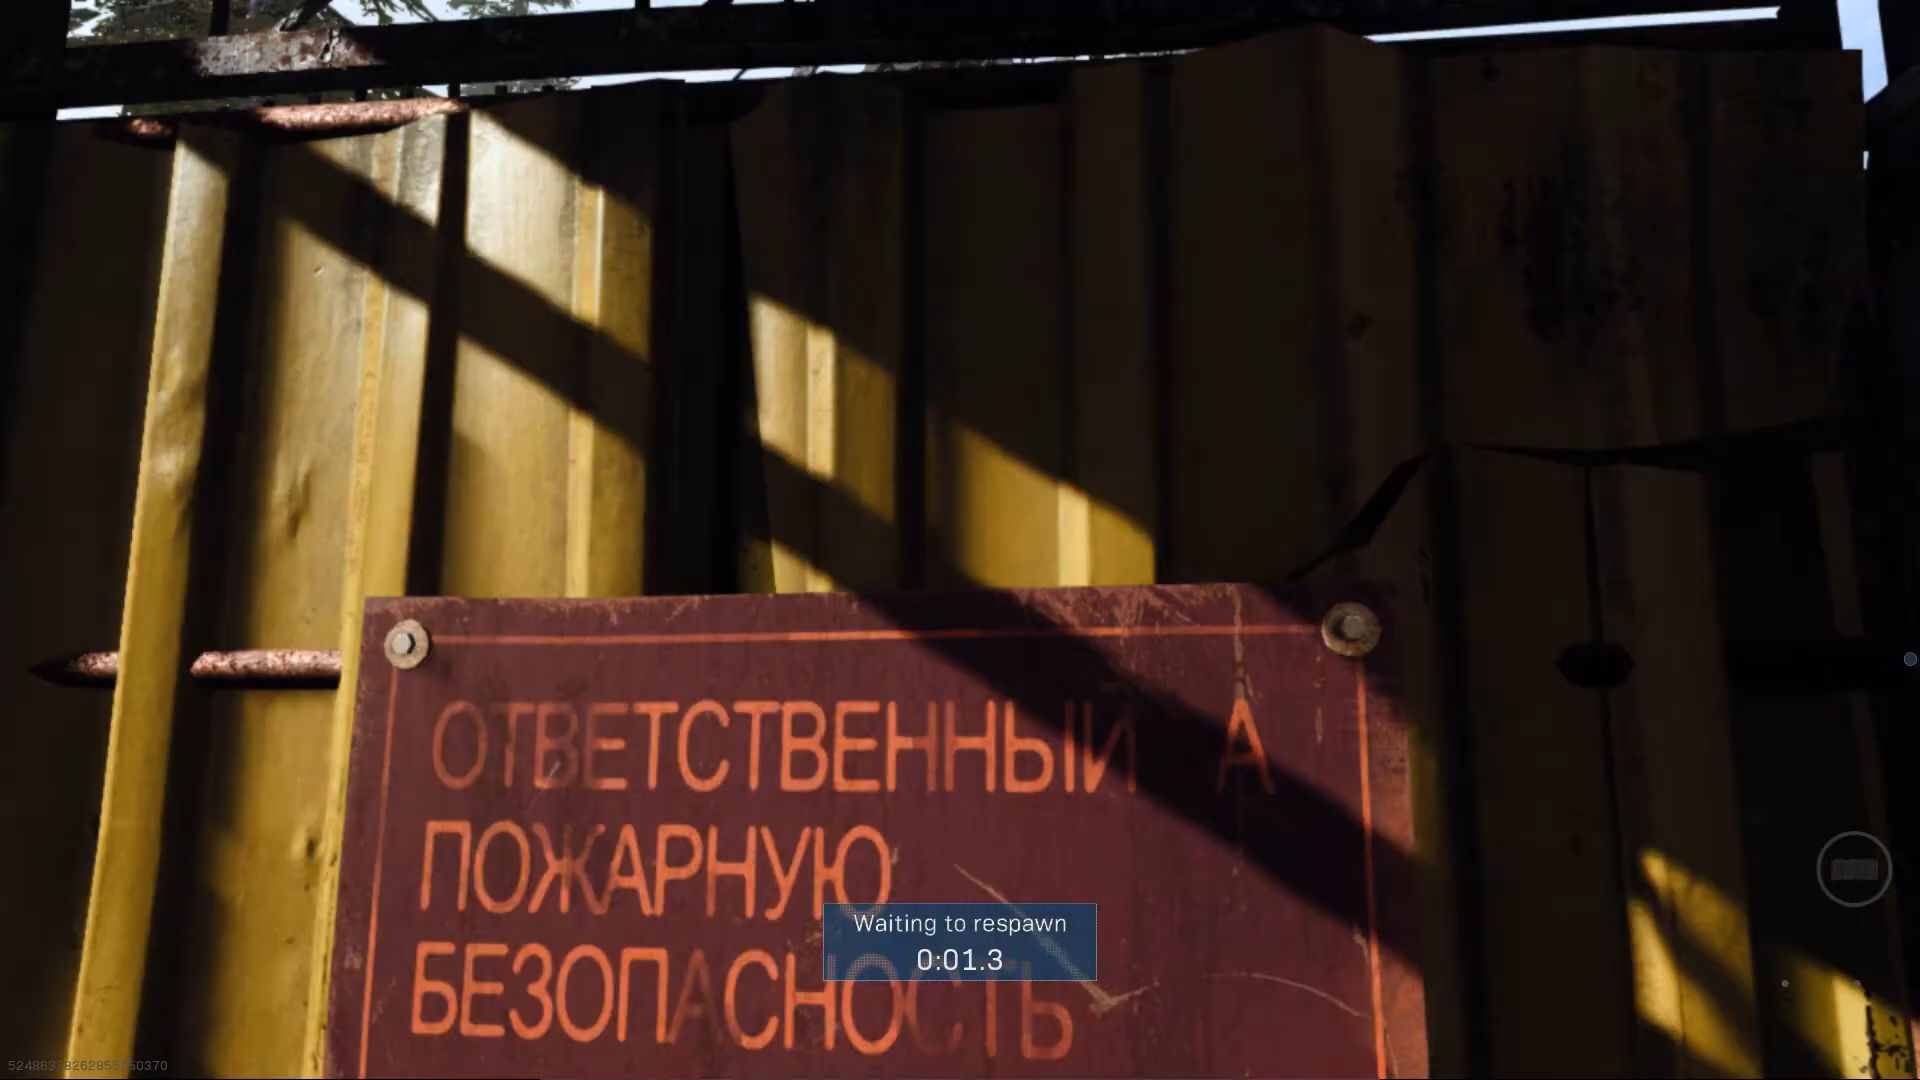 ОТВЕТСТВЕННЫЙ А
ПОЖАРНУЮ
БЕЗОПАСНОСТЬ
Waiting to respawn
0:01.3